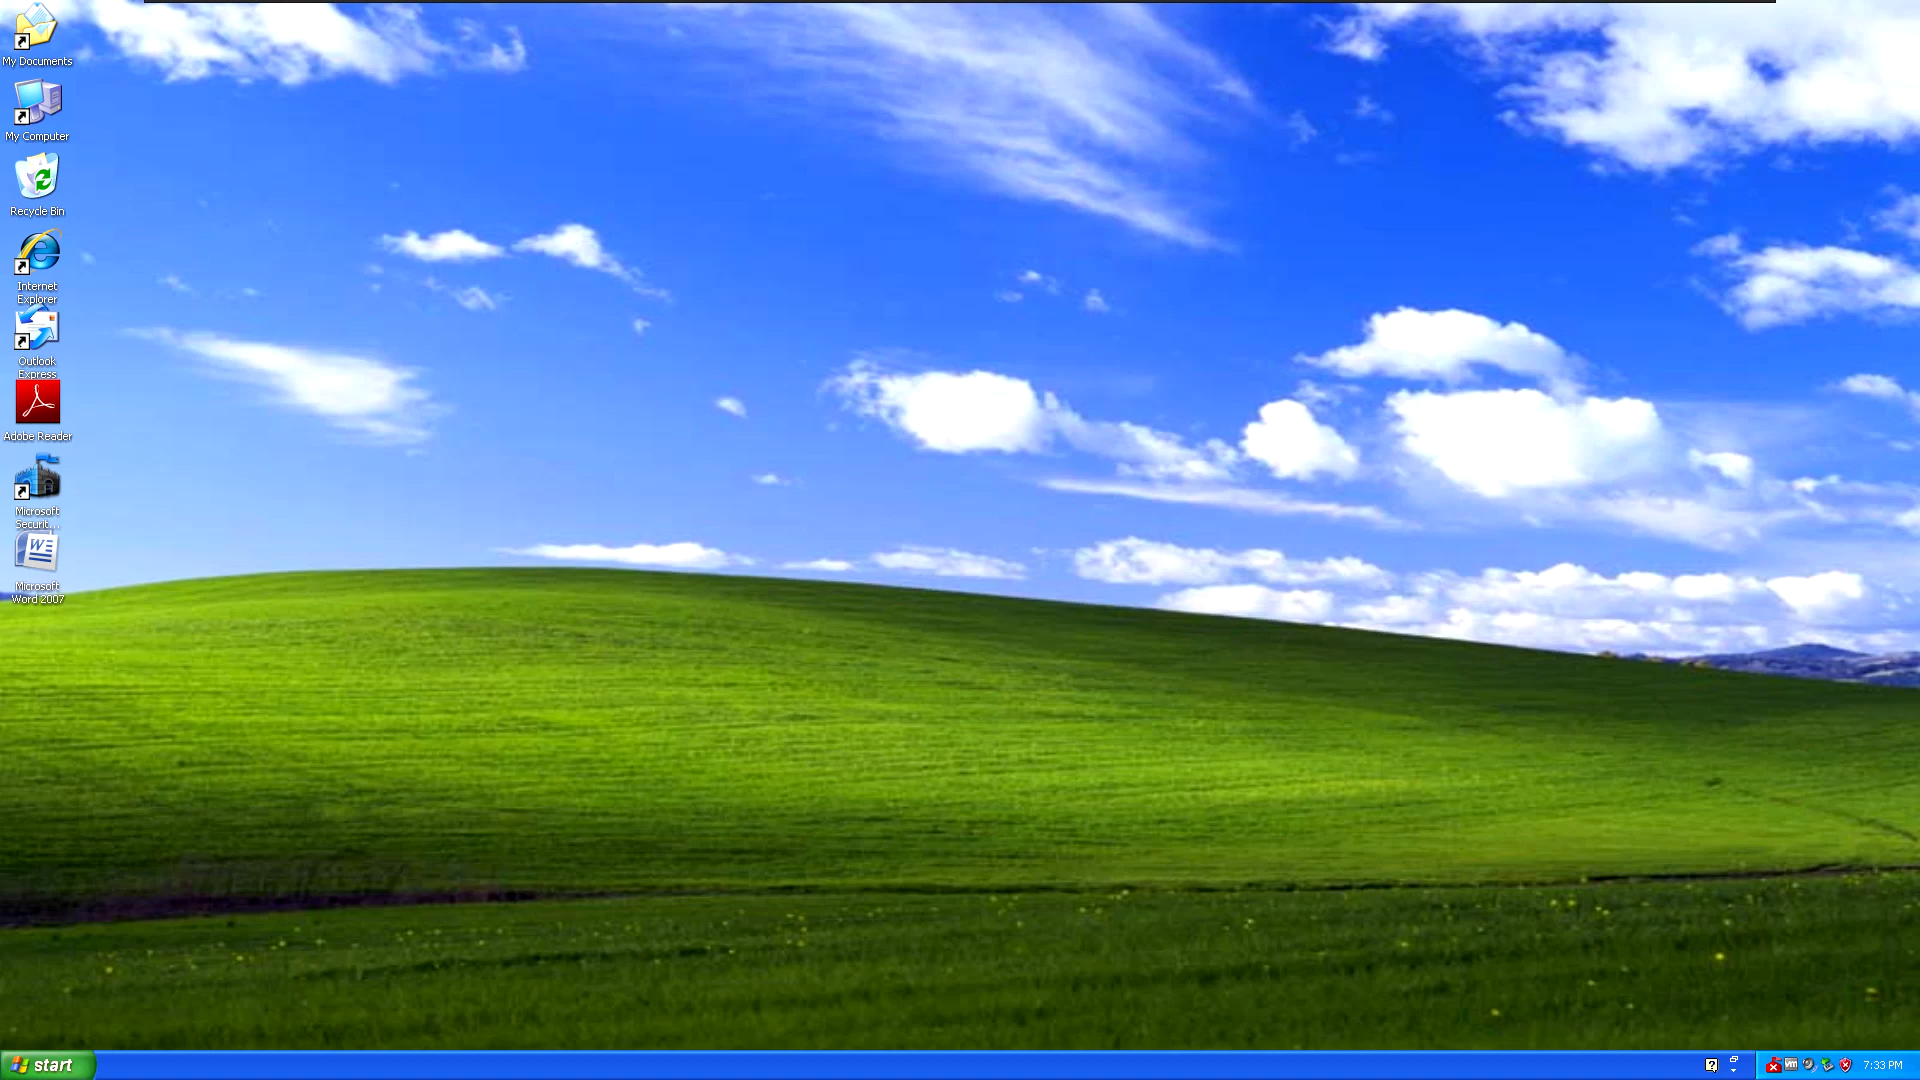 My Documents
My Computer
Recycle Bin
Internet
Explorer
Outlook
Express
Adobe Reader
Microsoft
Securit...
W
Microsoft
Word 2007
start
?
vm
7:33 PM